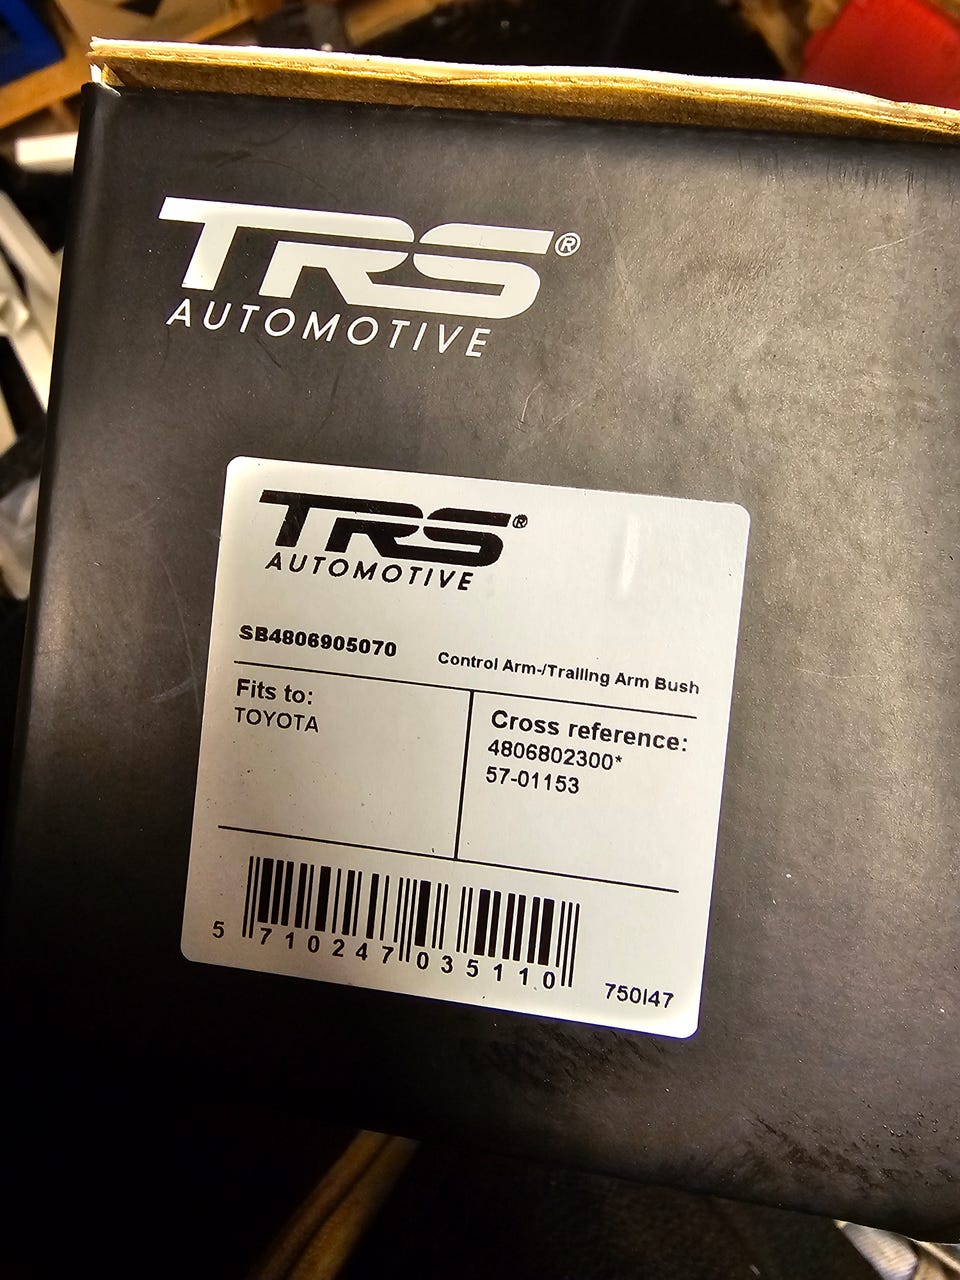 TRS®
AUTOMOTIVE
TRS®
AUTOMOTIVE
SB4806905070
Control Arm-/Trailing Arm Bush
Fits to:
TOYOTA
Cross reference:
4806802300*
57-01153
5 710247 035110
750I47